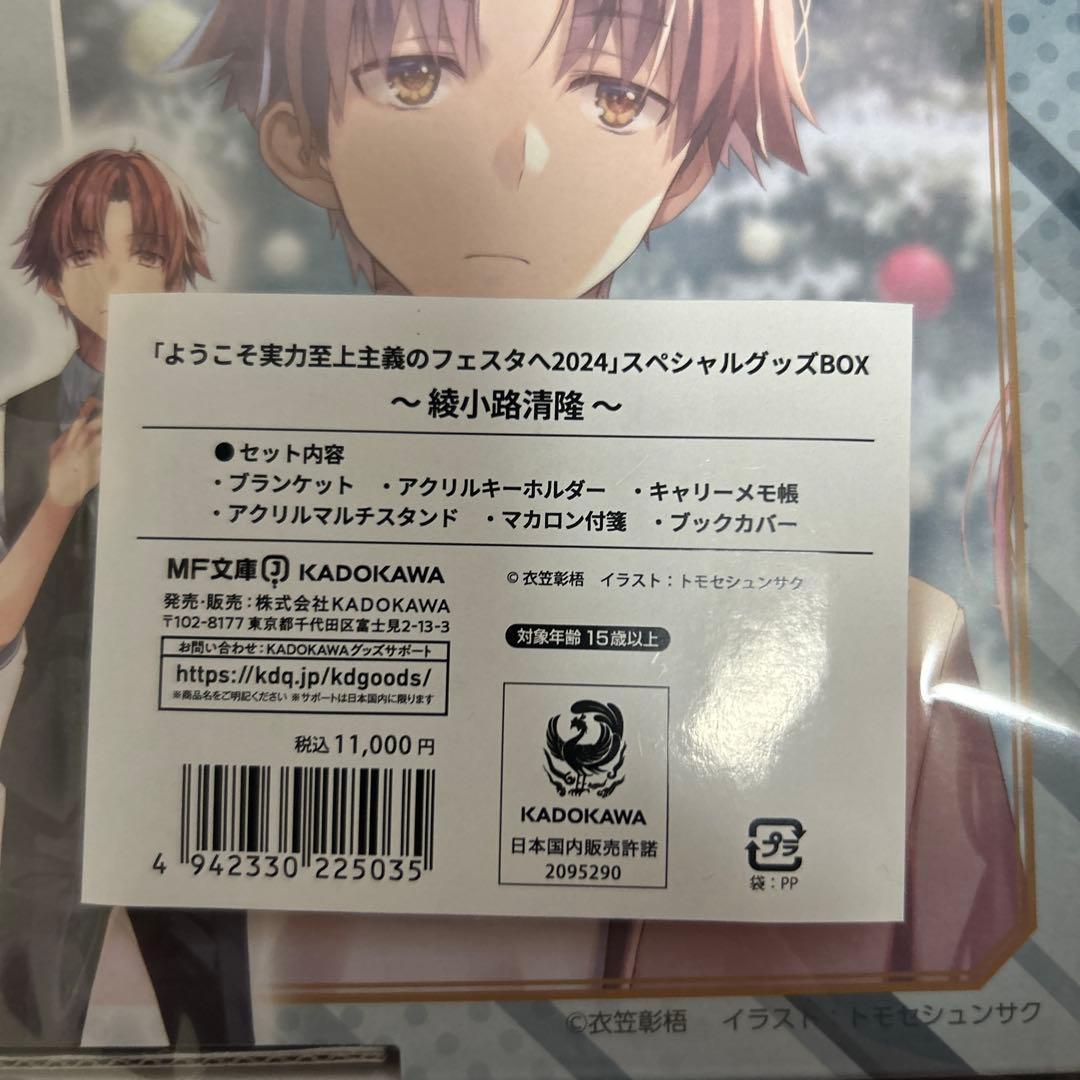 「ようこそ実力至上主義のフェスタへ2024」スペシャルグッズBOX
～綾小路清隆～
●セット内容
・ブランケット ・アクリルキーホルダー ・キャリーメモ帳
・アクリルマルチスタンド ・マカロン付箋 ・ブックカバー
MF文庫J KADOKAWA
発売・販売：株式会社KADOKAWA
〒102-8177 東京都千代田区富士見2-13-3
お問い合わせ：KADOKAWAグッズサポート
https://kdq.jp/kdgoods/
※商品名をご明記ください ※サポートは日本国内に限ります
税込11,000円
4 942330 225035
©衣笠彰梧 イラスト：トモセシュンサク
対象年齢 15歳以上
KADOKAWA
日本国内販売許諾
2095290
プラ
袋：PP
©衣笠彰梧 イラスト：トモセシュンサク